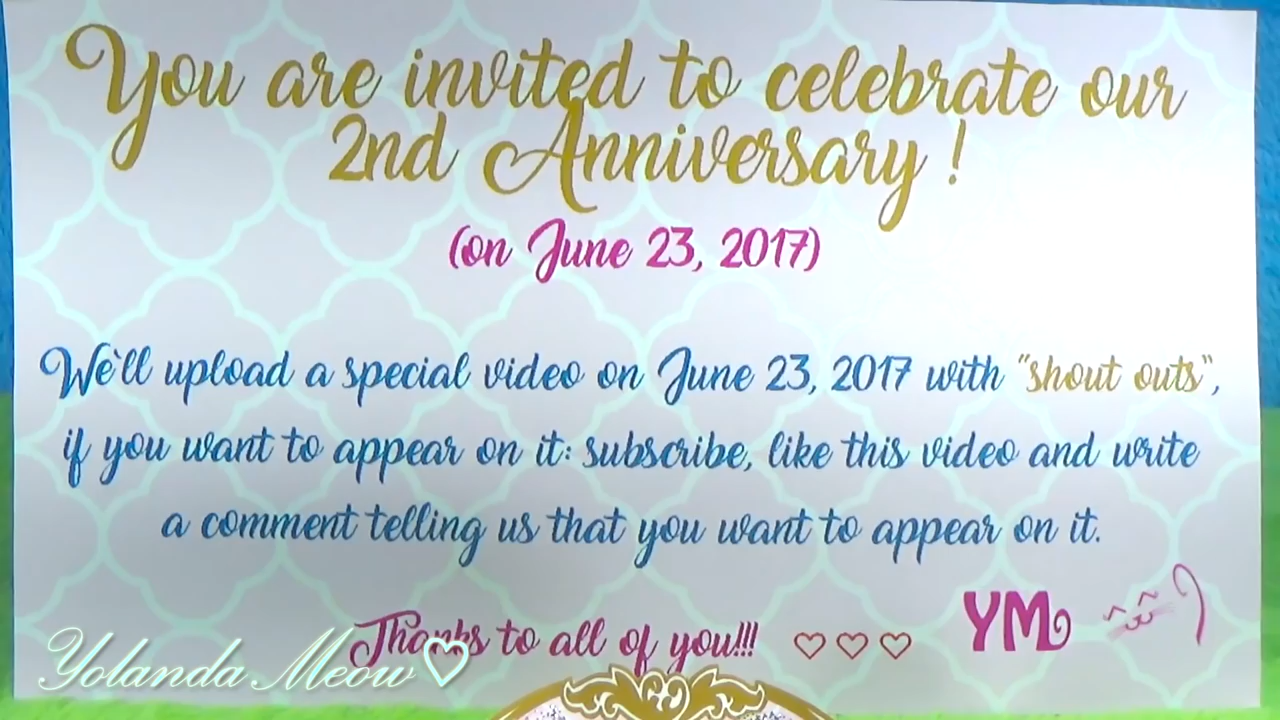 You are invited to celebrate our
2nd Anniversary !
(on June 23, 2017)
We`ll upload a special video on June 23, 2017 with "shout outs",
if you want to appear on it: subscribe, like this video and write
a comment telling us that you want to appear on it.
Thanks to all of you!!! ♡ ♡ ♡
YM
Yolanda Meow♡